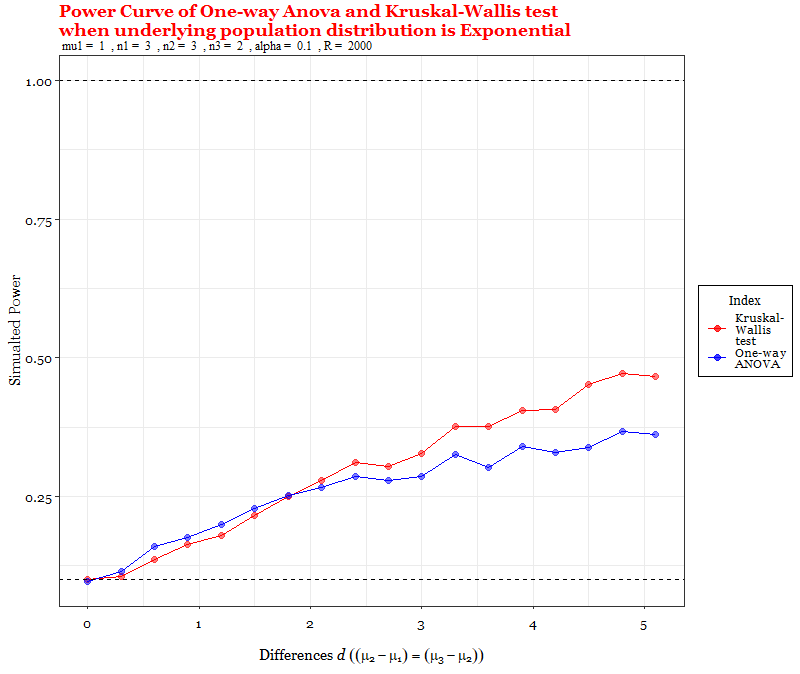 Power Curve of One-way Anova and Kruskal-Wallis test
when underlying population distribution is Exponential
mu1 = 1 , n1 = 3 , n2 = 3 , n3 = 2 , alpha = 0.1 , R = 2000
1.00
0.75
0.50
0.25
Simualted Power
0 1 2 3 4 5
Differences d ((μ₂ − μ₁) = (μ₃ − μ₂))
Index
Kruskal-
Wallis
test
One-way
ANOVA